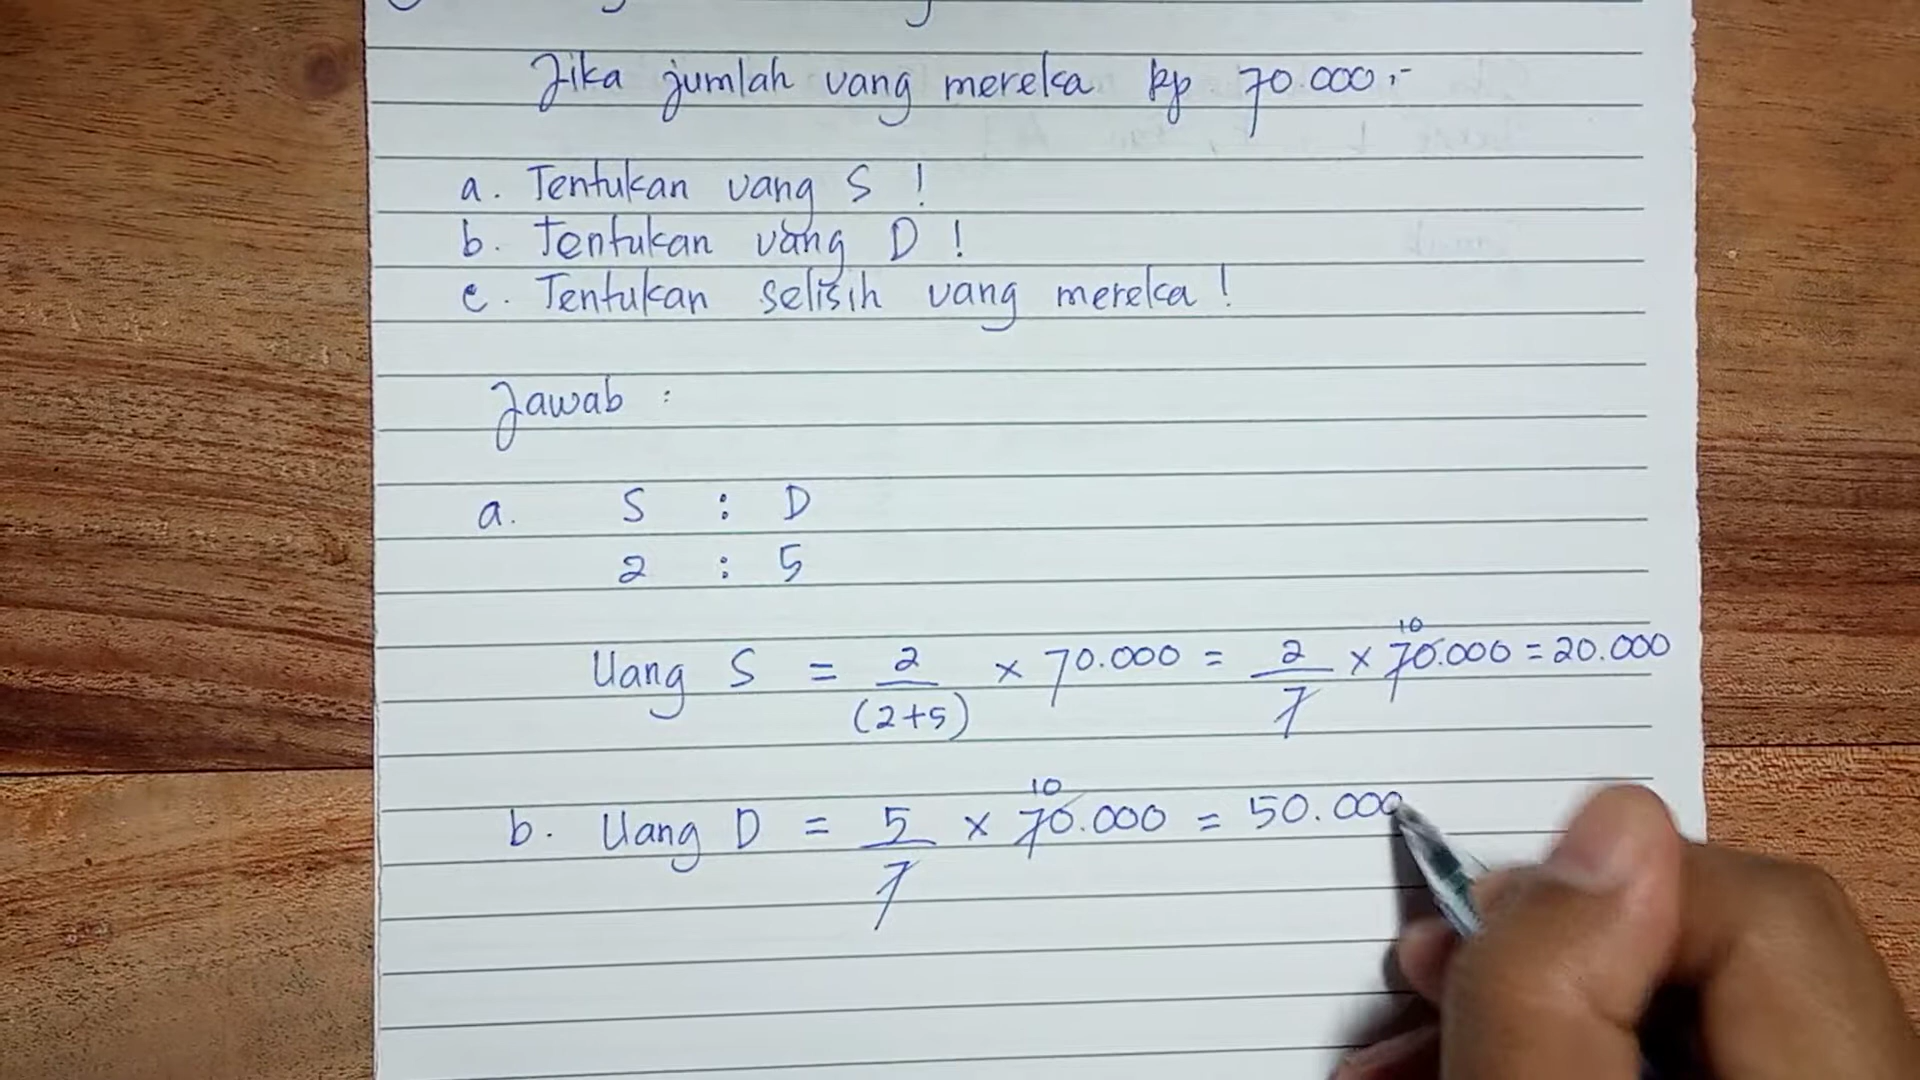 Jika jumlah uang mereka Rp 70.000,-
a. Tentukan uang S !
b. Tentukan uang D !
c. Tentukan selisih uang mereka !
Jawab :
a. S : D
2 : 5
Uang S = 2/(2+5) × 70.000 = 2/7 × 70.000 = 20.000
10
b. Uang D = 5/7 × 70.000 = 50.000
10